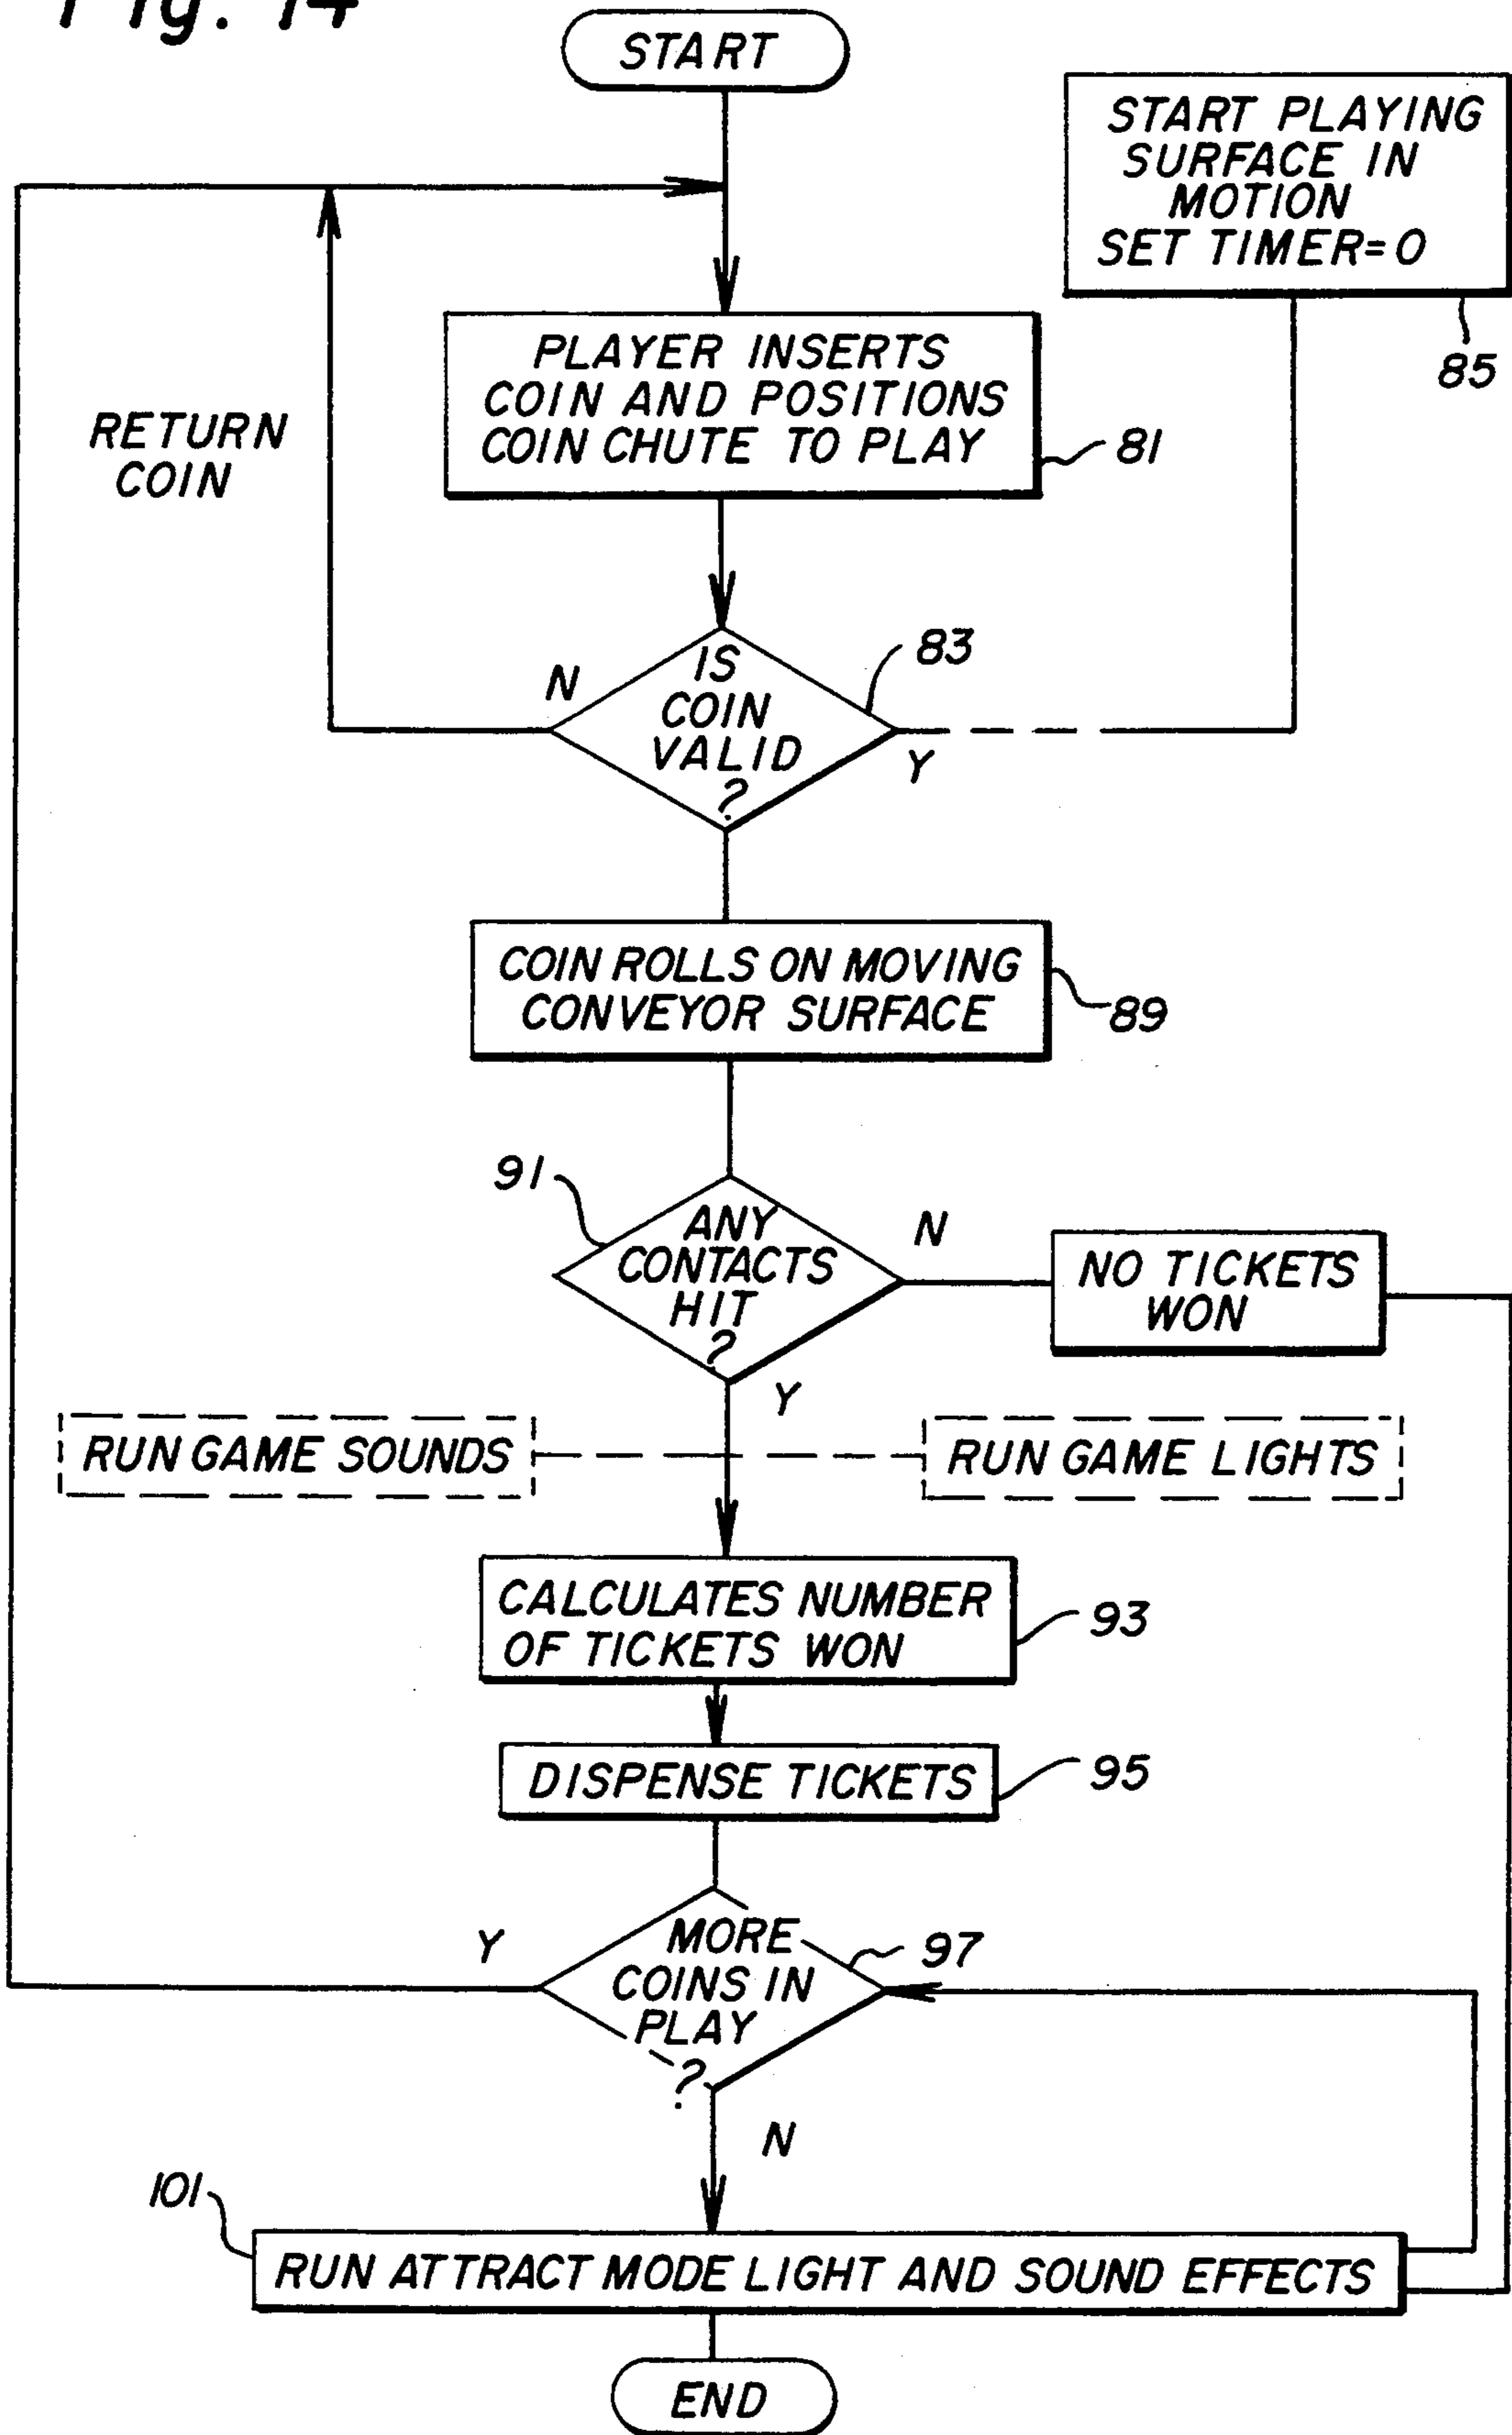 Fig. 14
START
START PLAYING
SURFACE IN
MOTION
SET TIMER=0
85
PLAYER INSERTS
COIN AND POSITIONS
COIN CHUTE TO PLAY
81
RETURN
COIN
N
IS
COIN
VALID
?
83
Y
COIN ROLLS ON MOVING
CONVEYOR SURFACE
89
91
ANY
CONTACTS
HIT
?
N
NO TICKETS
WON
Y
RUN GAME SOUNDS
RUN GAME LIGHTS
CALCULATES NUMBER
OF TICKETS WON
93
DISPENSE TICKETS
95
Y
MORE
COINS IN
PLAY
?
97
N
101
RUN ATTRACT MODE LIGHT AND SOUND EFFECTS
END